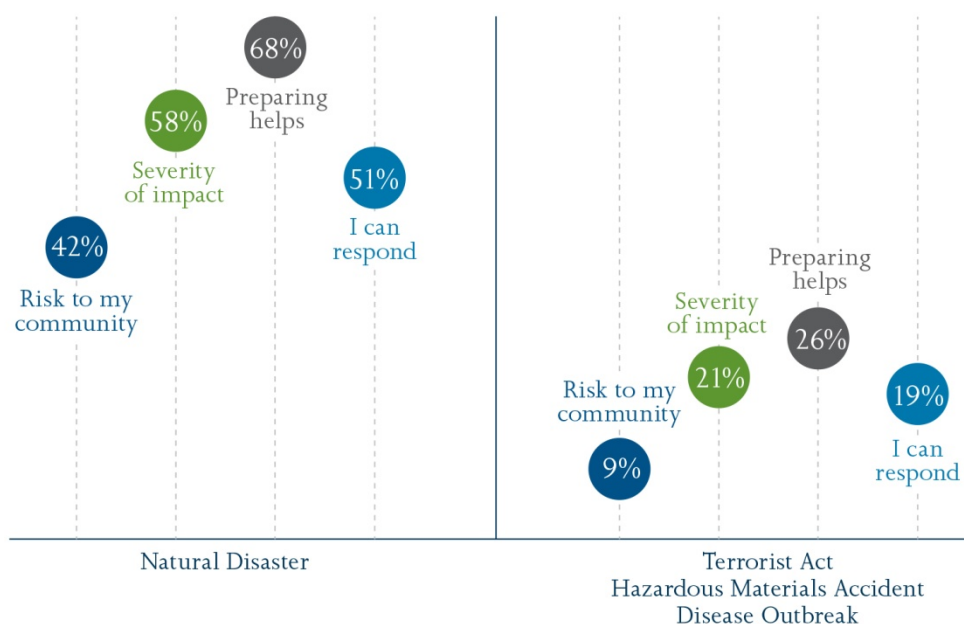 68%
Preparing
helps
58%
Severity
of impact
51%
I can
respond
42%
Risk to my
community
Preparing
helps
26%
Severity
of impact
21%
Risk to my
community
9%
19%
I can
respond
Natural Disaster
Terrorist Act
Hazardous Materials Accident
Disease Outbreak